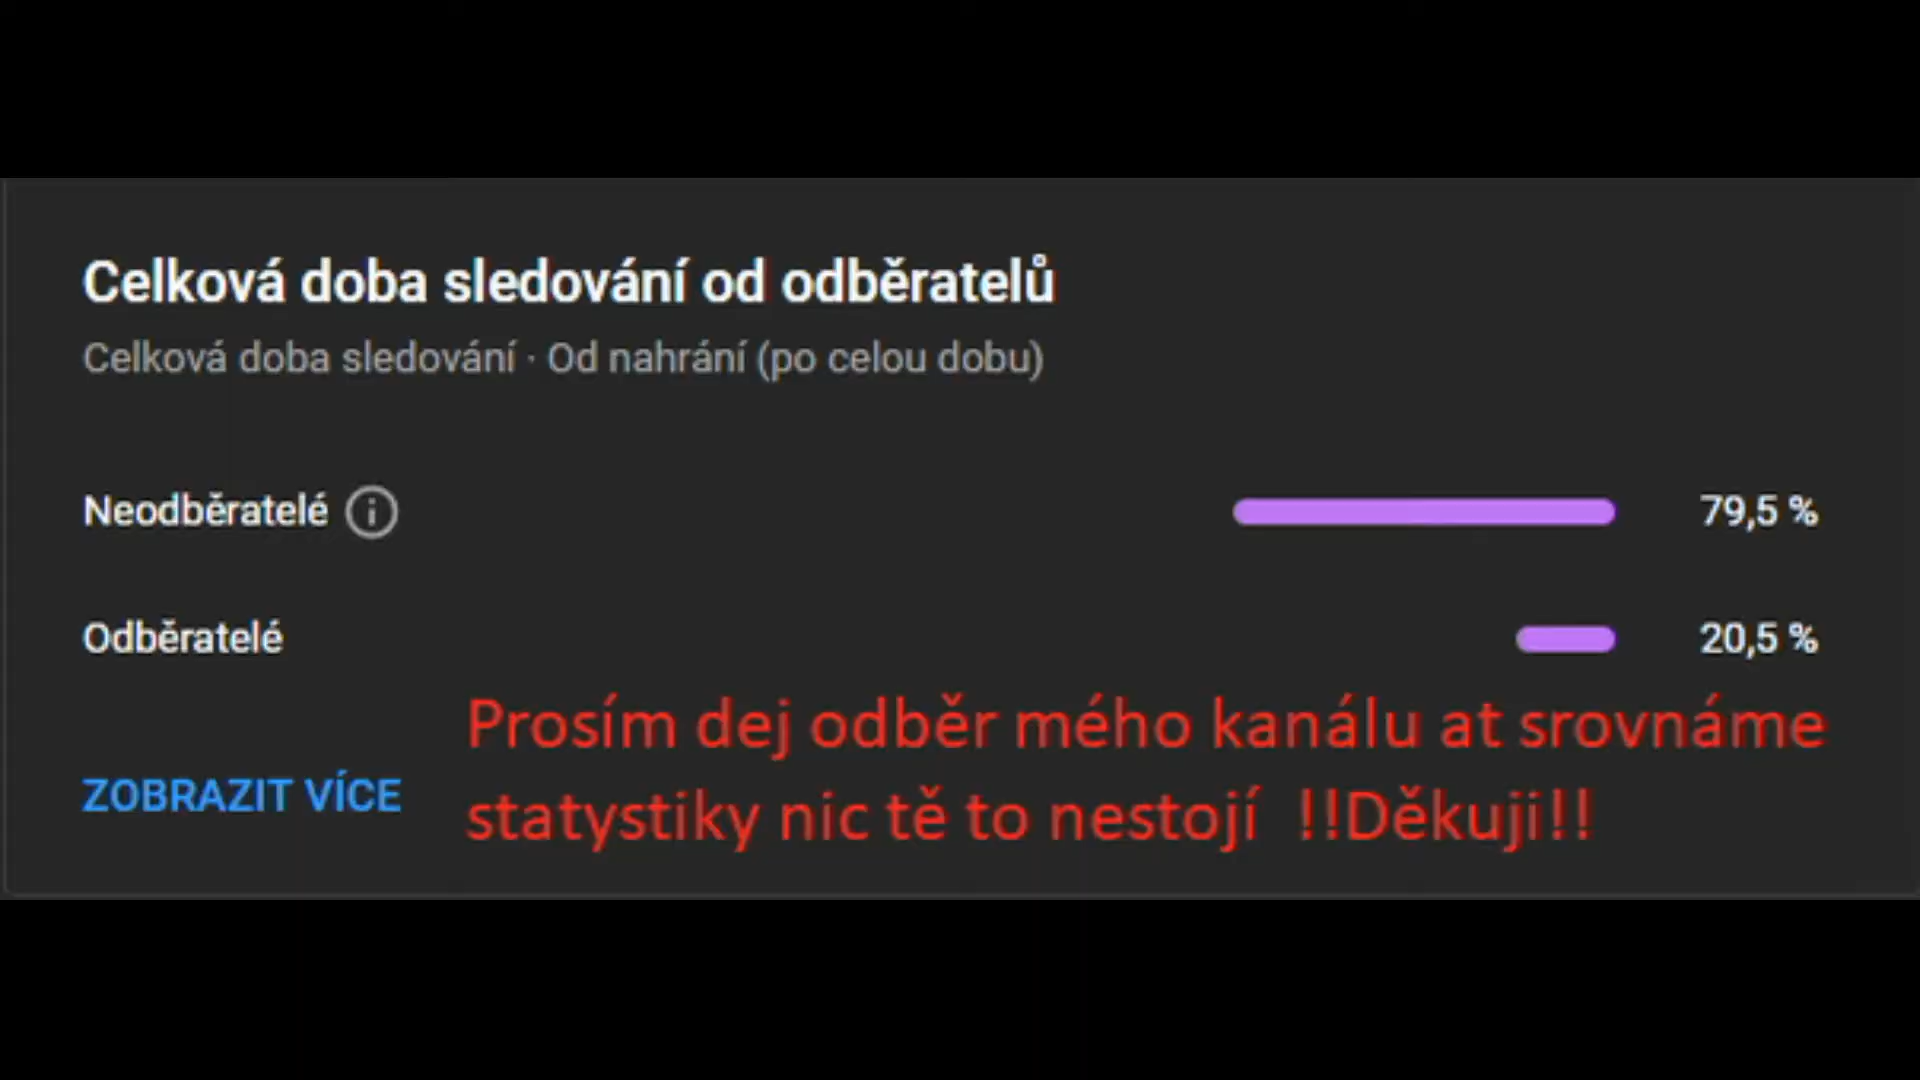 Celková doba sledování od odběratelů
Celková doba sledování · Od nahrání (po celou dobu)
Neodběratelé 79,5 %
Odběratelé 20,5 %
Prosím dej odběr mého kanálu at srovnáme
statystiky nic tě to nestojí !!Děkuji!!
ZOBRAZIT VÍCE